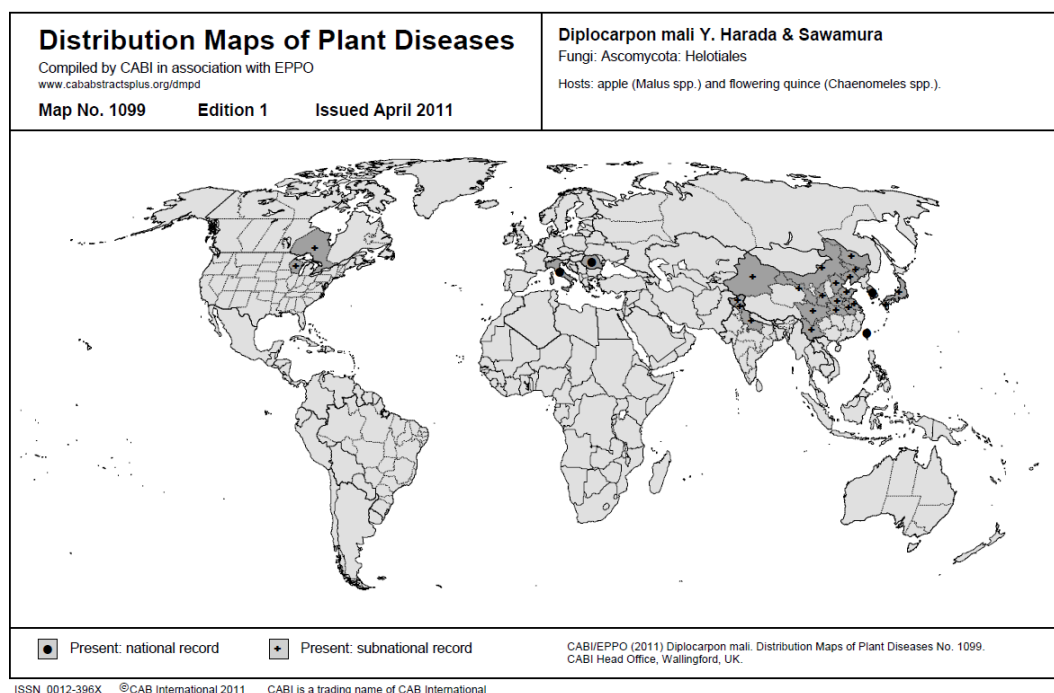 Distribution Maps of Plant Diseases
Compiled by CABI in association with EPPO
www.cababstractsplus.org/dmpd
Map No. 1099 Edition 1 Issued April 2011
Diplocarpon mali Y. Harada & Sawamura
Fungi: Ascomycota: Helotiales
Hosts: apple (Malus spp.) and flowering quince (Chaenomeles spp.).
Present: national record
Present: subnational record
CABI/EPPO (2011) Diplocarpon mali. Distribution Maps of Plant Diseases No. 1099.
CABI Head Office, Wallingford, UK.
ISSN 0012-396X ©CAB International 2011 CABI is a trading name of CAB International